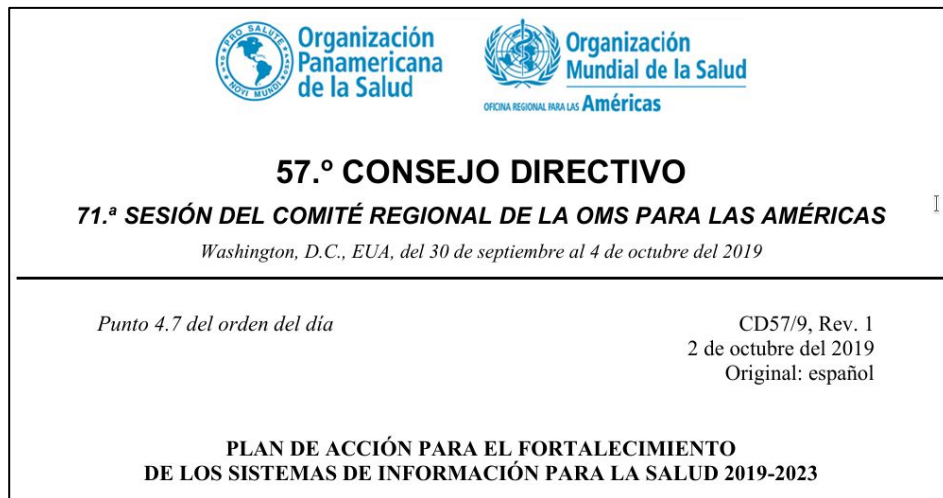 PRO SALUTE
NOVI MUNDI
Organización
Panamericana
de la Salud
Organización
Mundial de la Salud
OFICINA REGIONAL PARA LAS Américas
57.º CONSEJO DIRECTIVO
71.ª SESIÓN DEL COMITÉ REGIONAL DE LA OMS PARA LAS AMÉRICAS
Washington, D.C., EUA, del 30 de septiembre al 4 de octubre del 2019
Punto 4.7 del orden del día
CD57/9, Rev. 1
2 de octubre del 2019
Original: español
PLAN DE ACCIÓN PARA EL FORTALECIMIENTO
DE LOS SISTEMAS DE INFORMACIÓN PARA LA SALUD 2019-2023